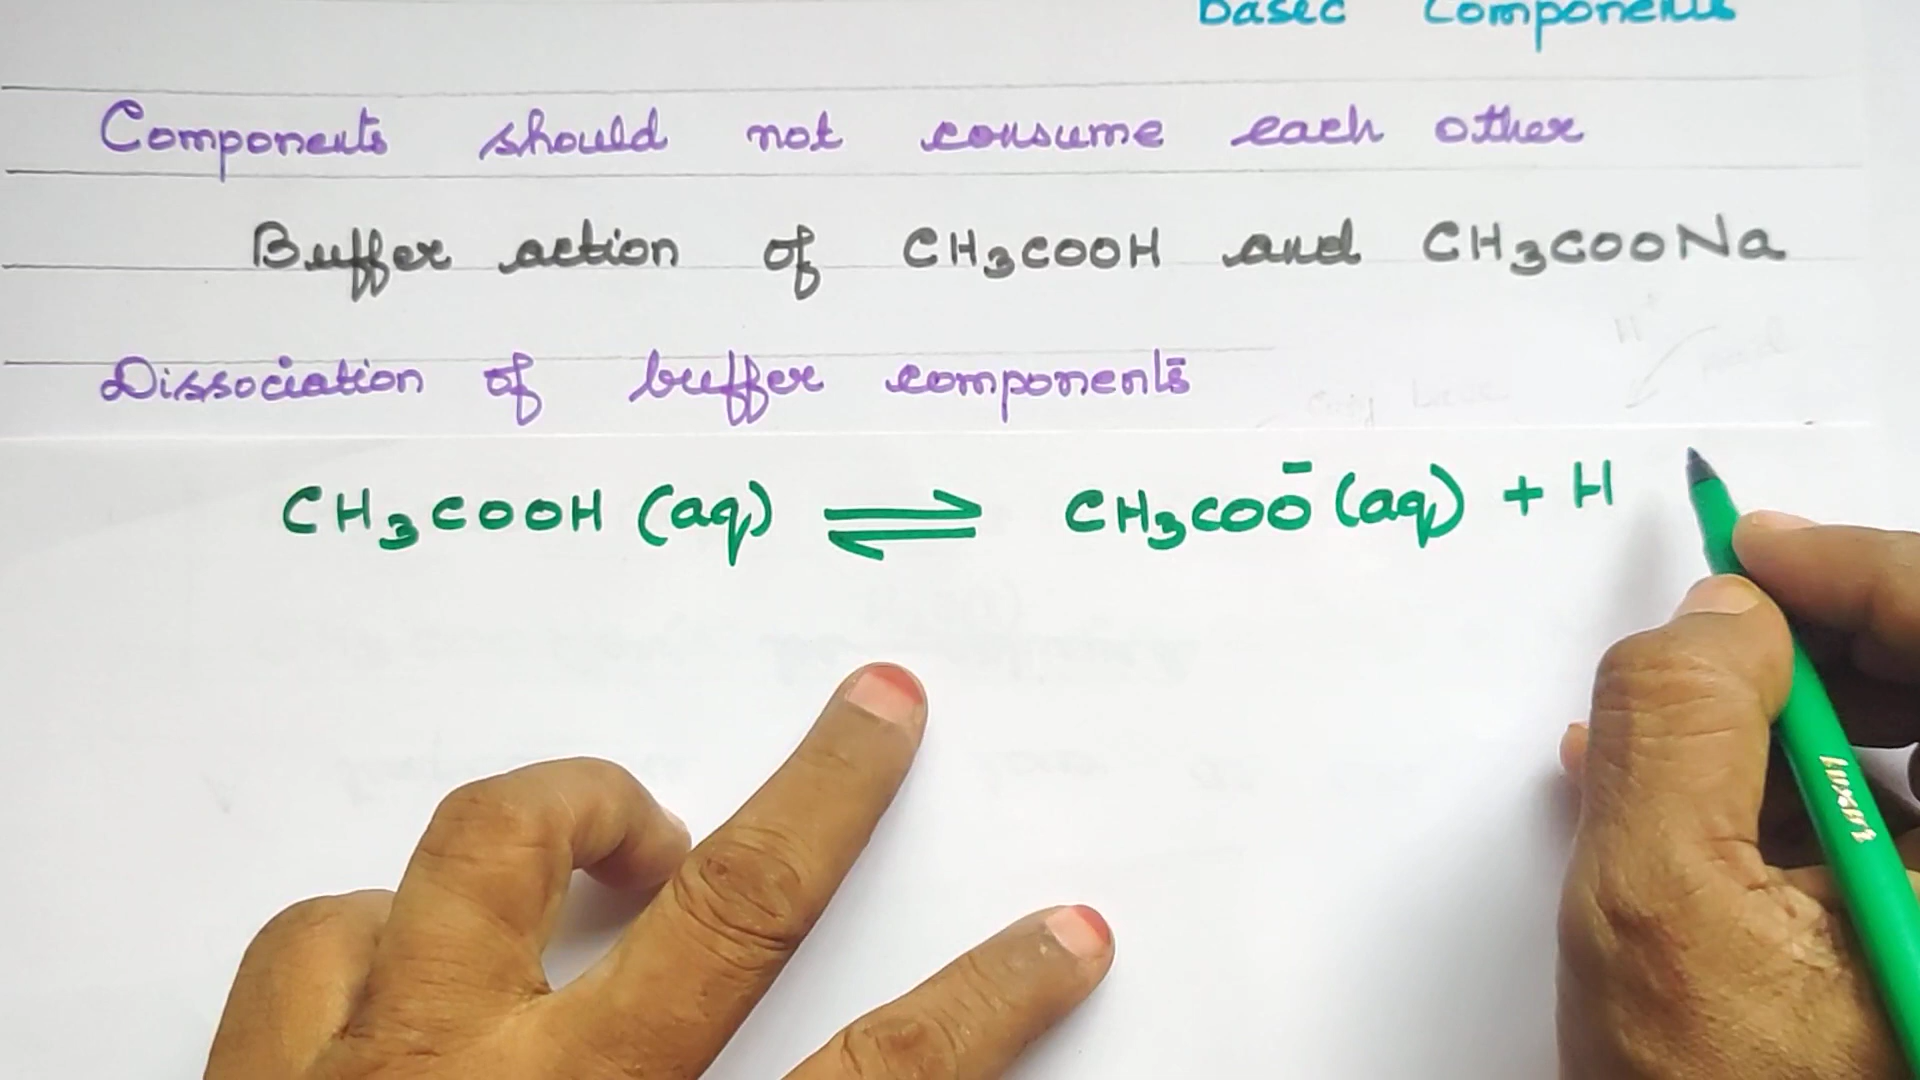 Basic Components
Components should not consume each other
Buffer action of CH3COOH and CH3COONa
Dissociation of buffer components
CH3COOH (aq) ⇌ CH3COO⁻ (aq) + H